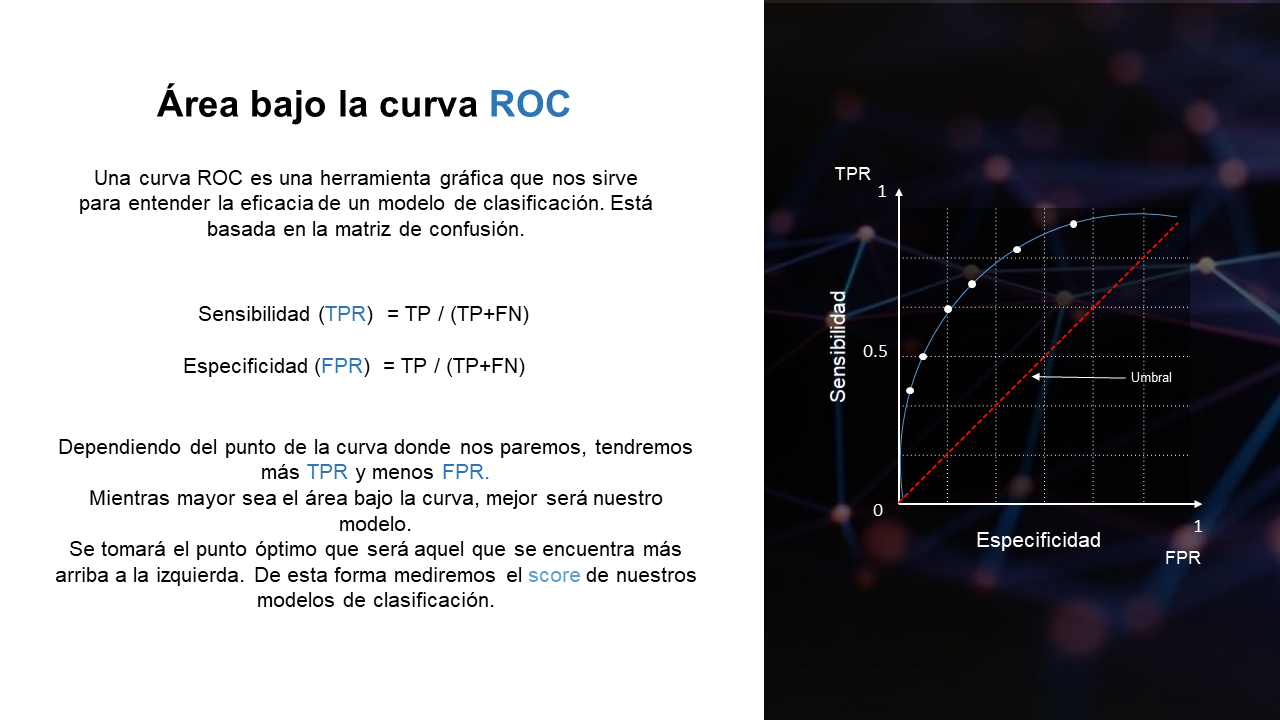 Área bajo la curva ROC
Una curva ROC es una herramienta gráfica que nos sirve
para entender la eficacia de un modelo de clasificación. Está
basada en la matriz de confusión.
Sensibilidad (TPR) = TP / (TP+FN)
Especificidad (FPR) = TP / (TP+FN)
Dependiendo del punto de la curva donde nos paremos, tendremos
más TPR y menos FPR.
Mientras mayor sea el área bajo la curva, mejor será nuestro
modelo.
Se tomará el punto óptimo que será aquel que se encuentra más
arriba a la izquierda. De esta forma mediremos el score de nuestros
modelos de clasificación.
TPR
1
Sensibilidad
0.5
Umbral
0
1
Especificidad
FPR